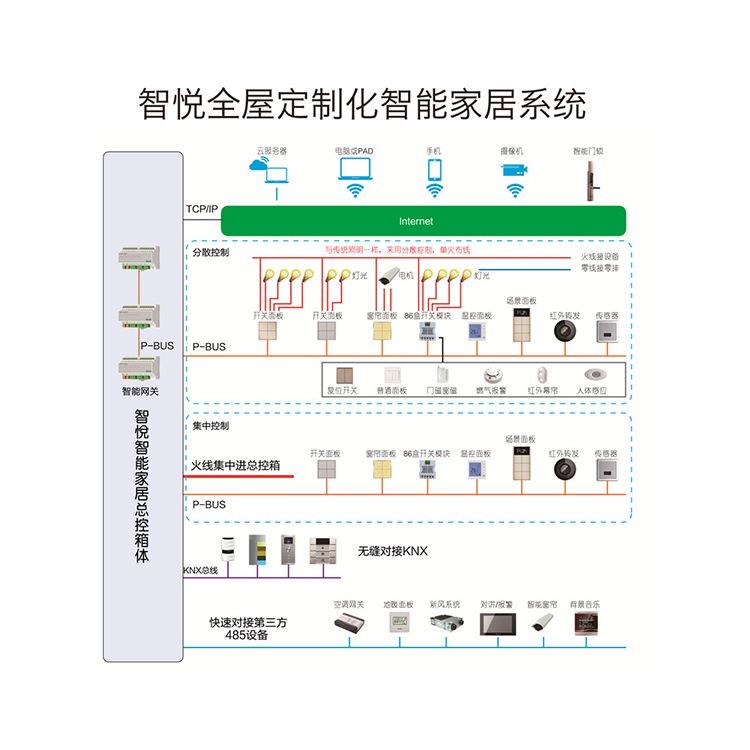 智悦全屋定制化智能家居系统
云服务器
电脑或PAD
手机
摄像机
智能门锁
TCP/IP
Internet
分散控制
与传统照明一样，采用分散控制，单火布线
火线接设备
零线接零排
灯光
灯光
电机
灯光
开关面板
开关面板
窗帘面板
86盒开关模块
温控面板
场景面板
红外转发
传感器
P-BUS
P-BUS
智能网关
复位开关
普通面板
门磁窗磁
燃气报警
红外幕帘
人体感应
集中控制
火线集中进总控箱
开关面板
窗帘面板
86盒开关模块
温控面板
场景面板
红外转发
传感器
P-BUS
智悦智能家居总控箱体
无缝对接KNX
KNX总线
快速对接第三方
485设备
空调网关
地暖面板
新风系统
对讲/报警
智能窗帘
背景音乐